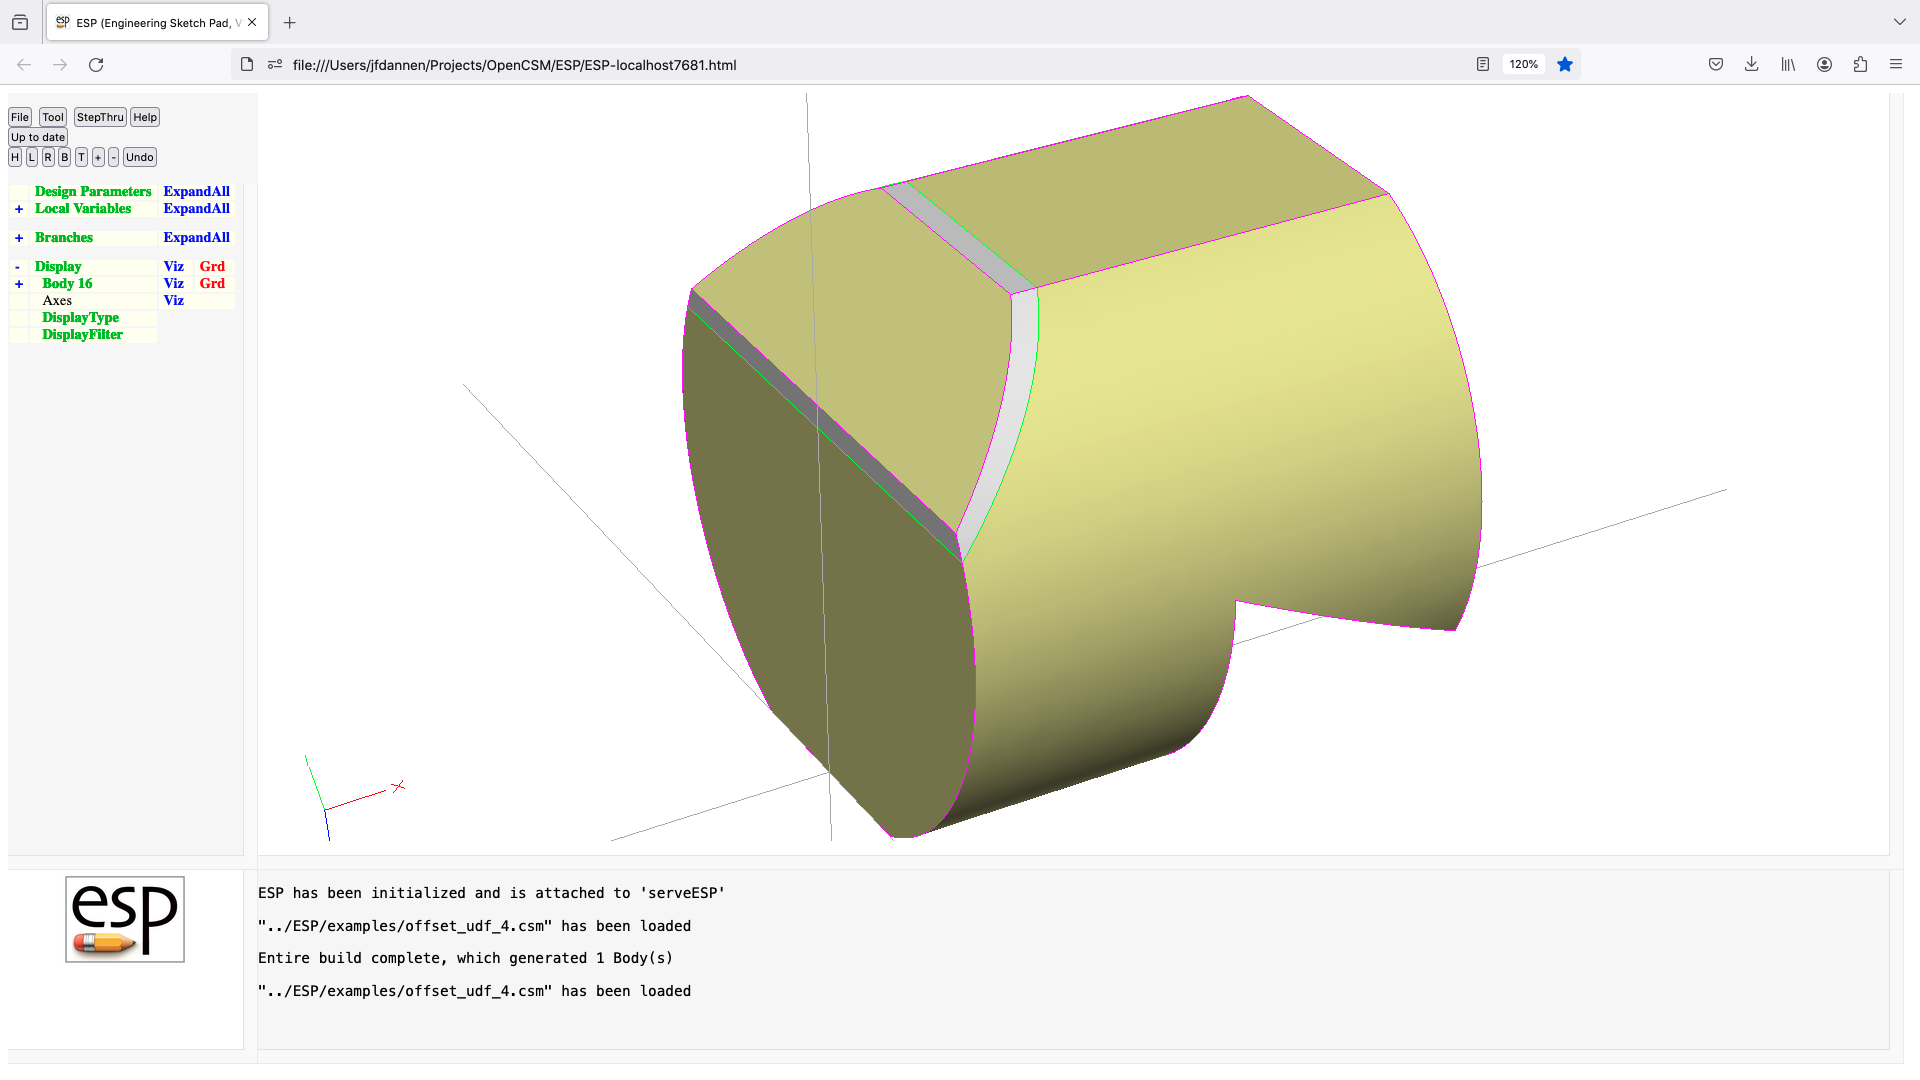 ESP (Engineering Sketch Pad, V
file:///Users/jfdannen/Projects/OpenCSM/ESP/ESP-localhost7681.html
120%
File Tool StepThru Help
Up to date
H L R B T + - Undo
Design Parameters ExpandAll
+ Local Variables ExpandAll
+ Branches ExpandAll
- Display Viz Grd
+ Body 16 Viz Grd
Axes Viz
DisplayType
DisplayFilter
X
esp
ESP has been initialized and is attached to 'serveESP'
"../ESP/examples/offset_udf_4.csm" has been loaded
Entire build complete, which generated 1 Body(s)
"../ESP/examples/offset_udf_4.csm" has been loaded